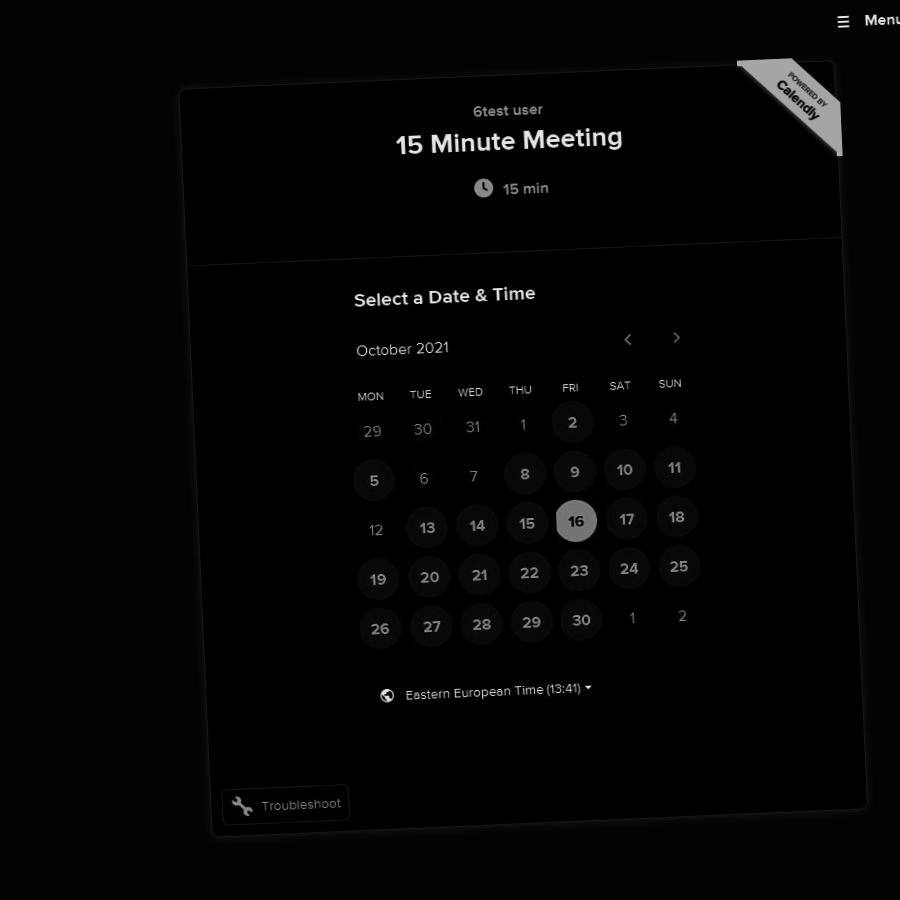 ☰ Menu
POWERED BY
Calendly
6test user
15 Minute Meeting
15 min
Select a Date & Time
October 2021
MON TUE WED THU FRI SAT SUN
29 30 31 1 2 3 4
5 6 7 8 9 10 11
12 13 14 15 16 17 18
19 20 21 22 23 24 25
26 27 28 29 30 1 2
Eastern European Time (13:41)
Troubleshoot